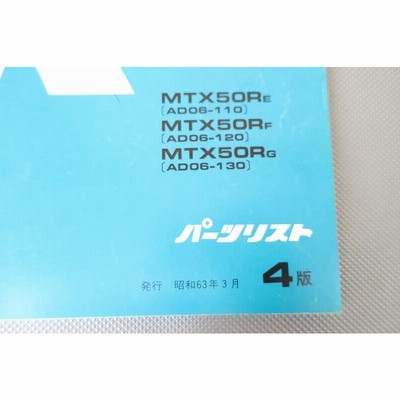 MTX50RE
[AD06-110]
MTX50RF
[AD06-120]
MTX50RG
[AD06-130]
パーツリスト
発行 昭和63年3月 4版